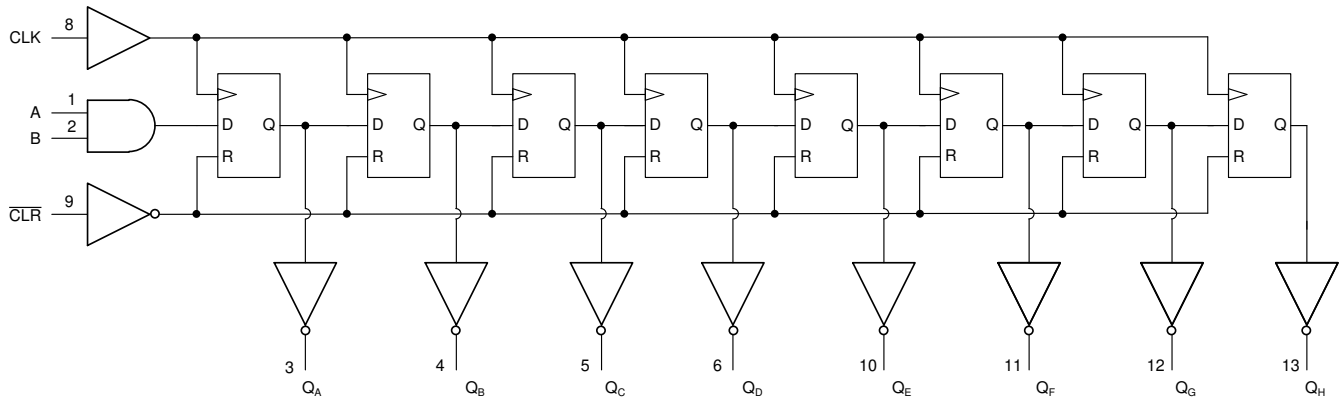 CLK 8
A 1
B 2
CLR 9
D Q R
D Q R
D Q R
D Q R
D Q R
D Q R
D Q R
D Q R
3 4 5 6 10 11 12 13
QA QB QC QD QE QF QG QH